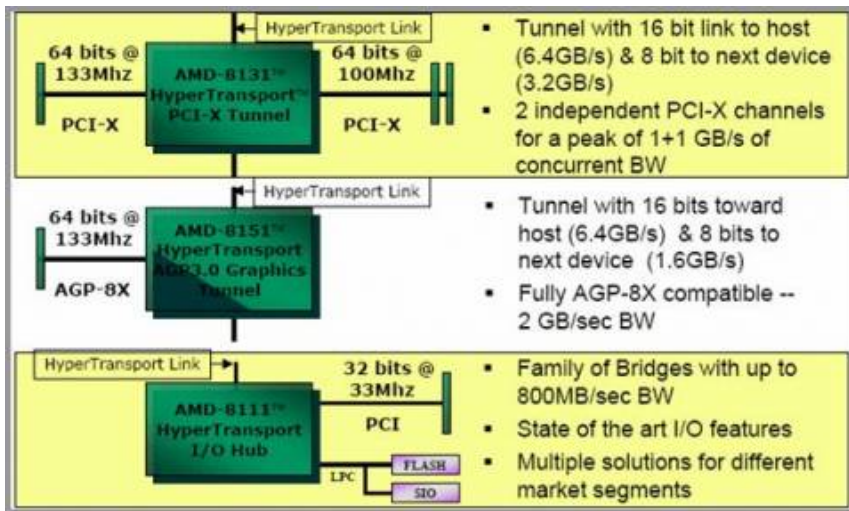 HyperTransport Link
64 bits @
133Mhz
PCI-X
AMD-8131™
HyperTransport™
PCI-X Tunnel
64 bits @
100Mhz
PCI-X
▪ Tunnel with 16 bit link to host
(6.4GB/s) & 8 bit to next device
(3.2GB/s)
▪ 2 independent PCI-X channels
for a peak of 1+1 GB/s of
concurrent BW
HyperTransport Link
64 bits @
133Mhz
AGP-8X
AMD-8151™
HyperTransport
AGP3.0 Graphics
Tunnel
▪ Tunnel with 16 bits toward
host (6.4GB/s) & 8 bits to
next device (1.6GB/s)
▪ Fully AGP-8X compatible --
2 GB/sec BW
HyperTransport Link
AMD-8111™
HyperTransport
I/O Hub
32 bits @
33Mhz
PCI
LPC
FLASH
SIO
▪ Family of Bridges with up to
800MB/sec BW
▪ State of the art I/O features
▪ Multiple solutions for different
market segments